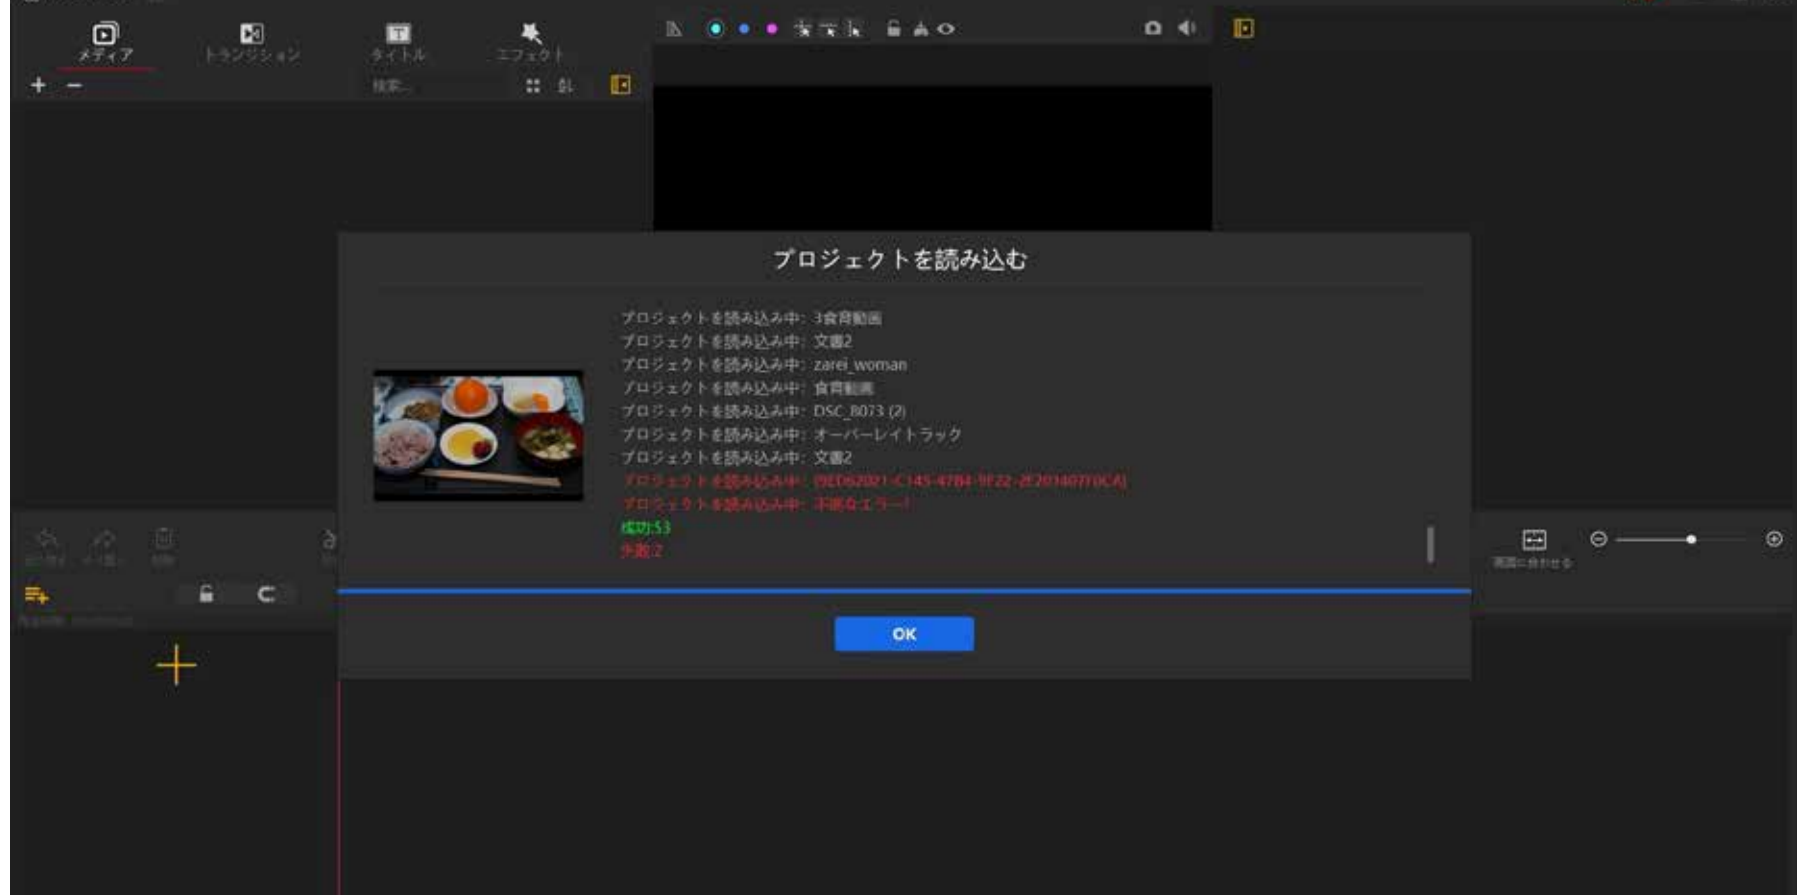 メディア
トランジション
タイトル
エフェクト
検索...
プロジェクトを読み込む
プロジェクトを読み込み中: 3食育動画
プロジェクトを読み込み中: 文書2
プロジェクトを読み込み中: zarei_woman
プロジェクトを読み込み中: 食育動画
プロジェクトを読み込み中: DSC_8073 (2)
プロジェクトを読み込み中: オーバーレイトラック
プロジェクトを読み込み中: 文書2
プロジェクトを読み込み中:
プロジェクトを読み込み中: 不明なエラー!
成功:53
失敗:2
画面に合わせる
OK